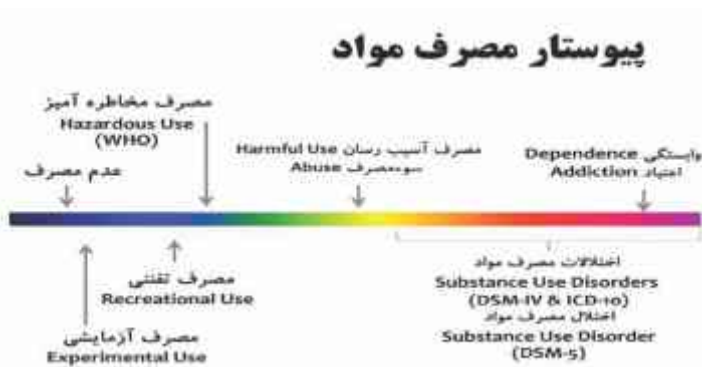 پیوستار مصرف مواد
مصرف مخاطره آمیز
Hazardous Use
(WHO)
عدم مصرف
مصرف آسیب رسان Harmful Use
سوءمصرف Abuse
وابستگی Dependence
اعتیاد Addiction
مصرف تفننی
Recreational Use
مصرف آزمایشی
Experimental Use
اختلالات مصرف مواد
Substance Use Disorders
(DSM-IV & ICD-10)
اختلال مصرف مواد
Substance Use Disorder
(DSM-5)